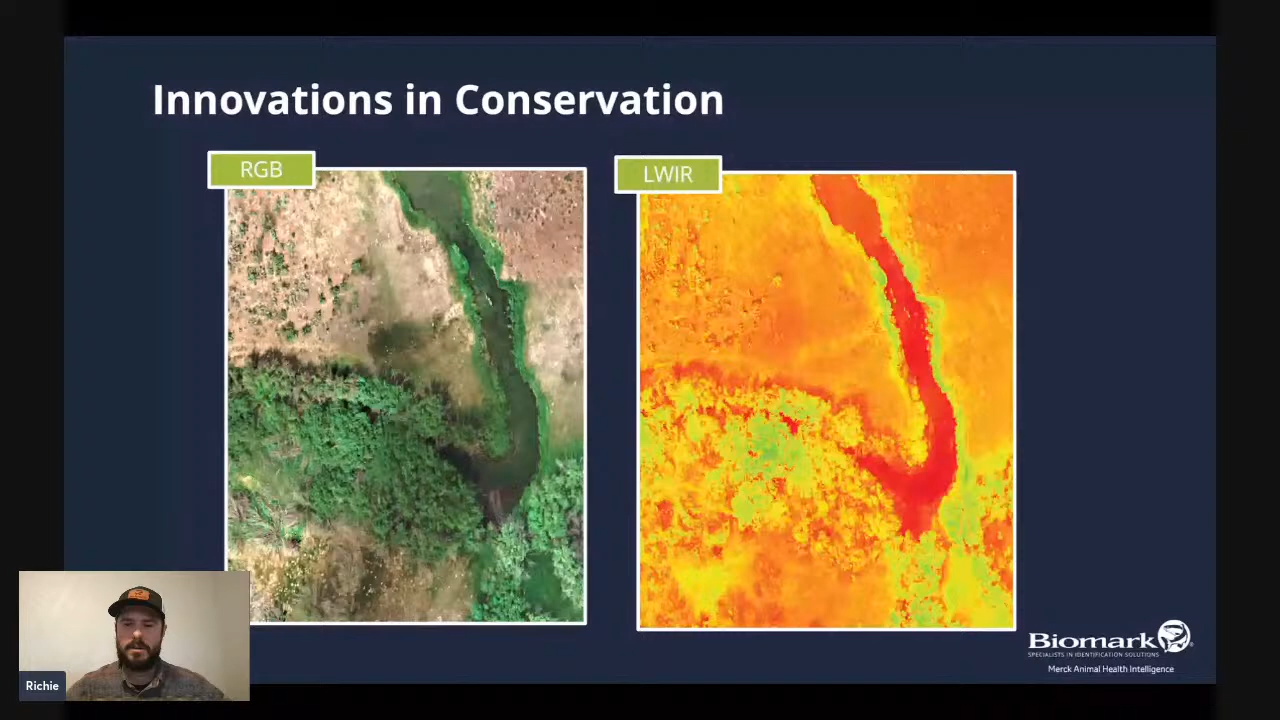 Innovations in Conservation
RGB
LWIR
Richie
Biomark®
SPECIALISTS IN IDENTIFICATION SOLUTIONS
Merck Animal Health Intelligence